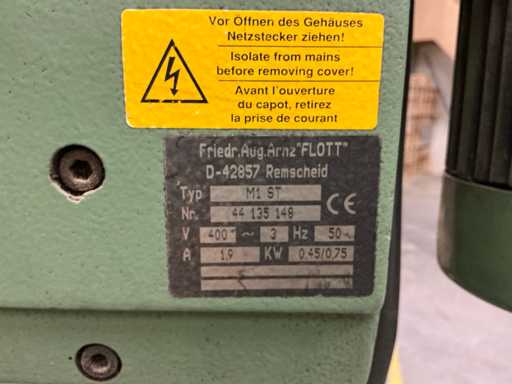 Vor Öffnen des Gehäuses
Netzstecker ziehen!
Isolate from mains
before removing cover!
Avant l'ouverture
du capot, retirez
la prise de courant
Friedr.Aug.Arnz"FLOTT"
D-42857 Remscheid
Typ M1 ST
Nr. 44 135 149 CE
V 400 ~ 3 Hz 50
A 1,9 KW 0,45/0,75